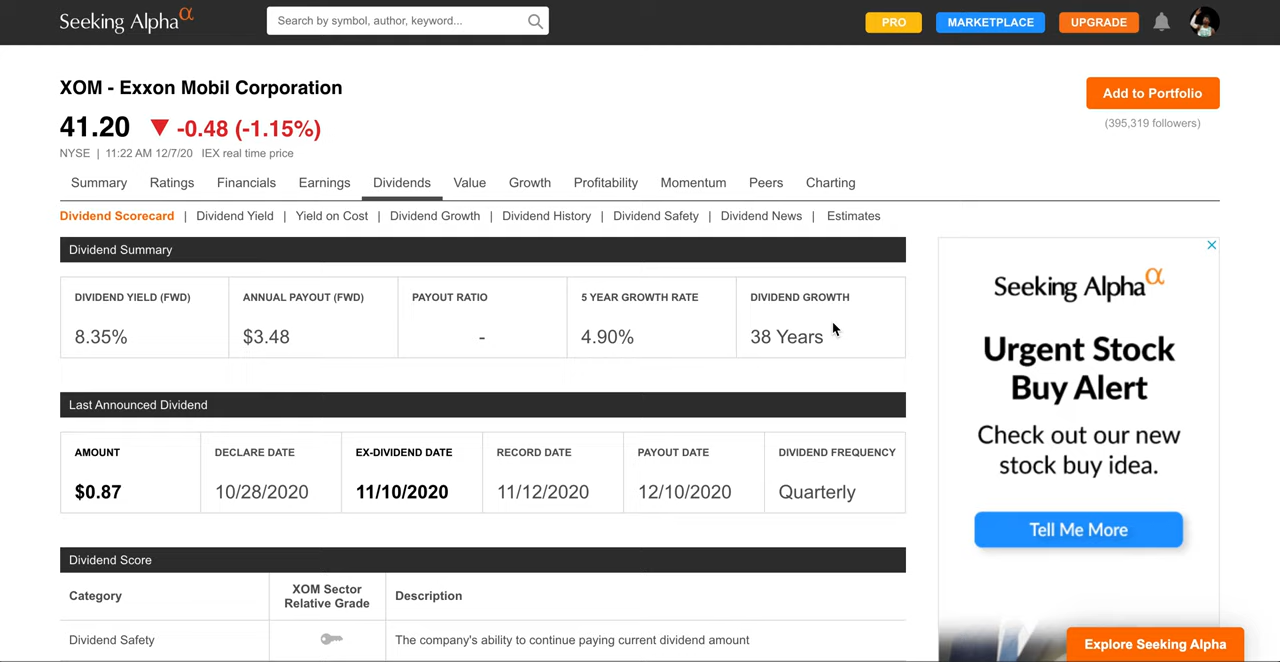 Seeking Alpha α
Search by symbol, author, keyword...
PRO
MARKETPLACE
UPGRADE
XOM - Exxon Mobil Corporation
Add to Portfolio
41.20 ▼ -0.48 (-1.15%)
(395,319 followers)
NYSE | 11:22 AM 12/7/20 IEX real time price
Summary Ratings Financials Earnings Dividends Value Growth Profitability Momentum Peers Charting
Dividend Scorecard | Dividend Yield | Yield on Cost | Dividend Growth | Dividend History | Dividend Safety | Dividend News | Estimates
Dividend Summary
DIVIDEND YIELD (FWD) ANNUAL PAYOUT (FWD) PAYOUT RATIO 5 YEAR GROWTH RATE DIVIDEND GROWTH
8.35% $3.48 - 4.90% 38 Years
Last Announced Dividend
AMOUNT DECLARE DATE EX-DIVIDEND DATE RECORD DATE PAYOUT DATE DIVIDEND FREQUENCY
$0.87 10/28/2020 11/10/2020 11/12/2020 12/10/2020 Quarterly
Dividend Score
Category XOM Sector Relative Grade Description
Dividend Safety The company's ability to continue paying current dividend amount
Seeking Alpha α
Urgent Stock
Buy Alert
Check out our new
stock buy idea.
Tell Me More
Explore Seeking Alpha